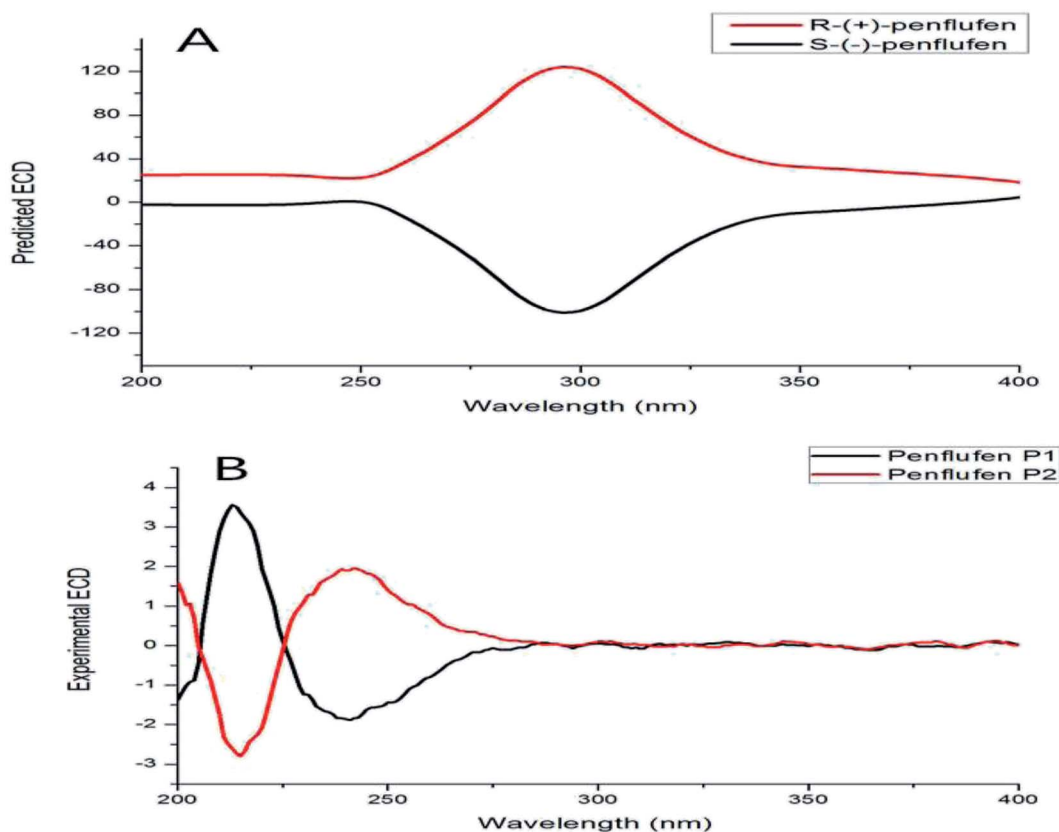 A
R-(+)-penflufen
S-(-)-penflufen
Predicted ECD
120
80
40
0
-40
-80
-120
200 250 300 350 400
Wavelength (nm)
B
Penflufen P1
Penflufen P2
Experimental ECD
4
3
2
1
0
-1
-2
-3
200 250 300 350 400
Wavelength (nm)